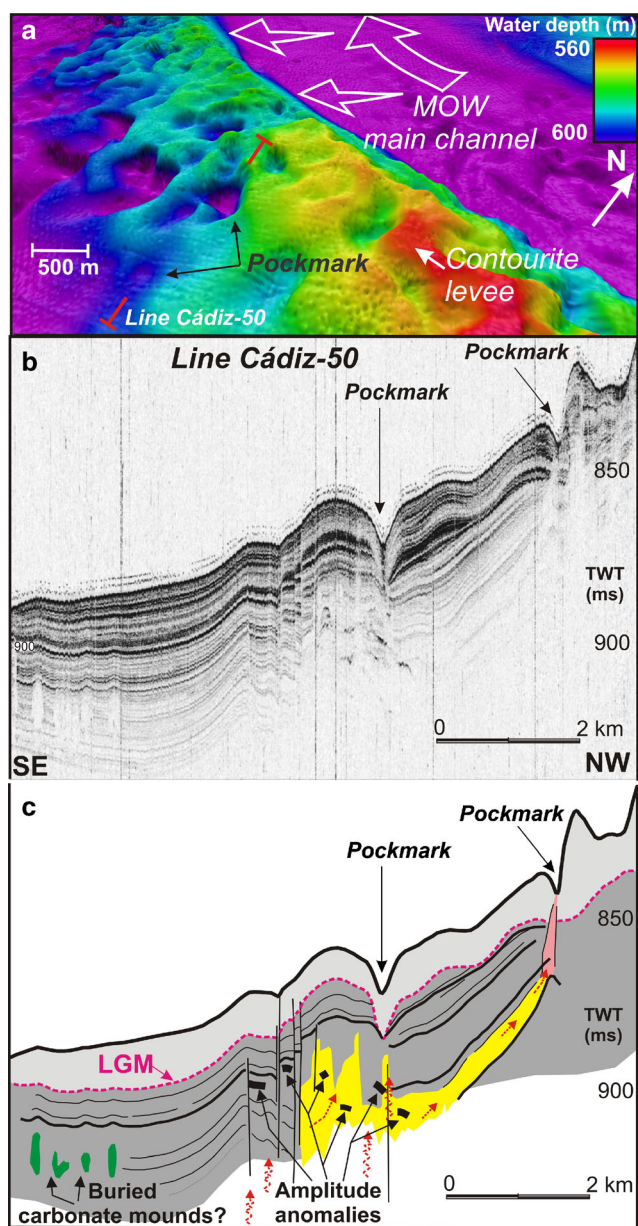 a
Water depth (m)
560
600
MOW
main channel
N
500 m
Pockmark
Contourite
levee
Line Cádiz-50
b
Line Cádiz-50
Pockmark
Pockmark
850
TWT
(ms)
900
900
0 2 km
SE
NW
c
Pockmark
Pockmark
850
LGM
TWT
(ms)
900
Buried
carbonate mounds?
Amplitude
anomalies
0 2 km